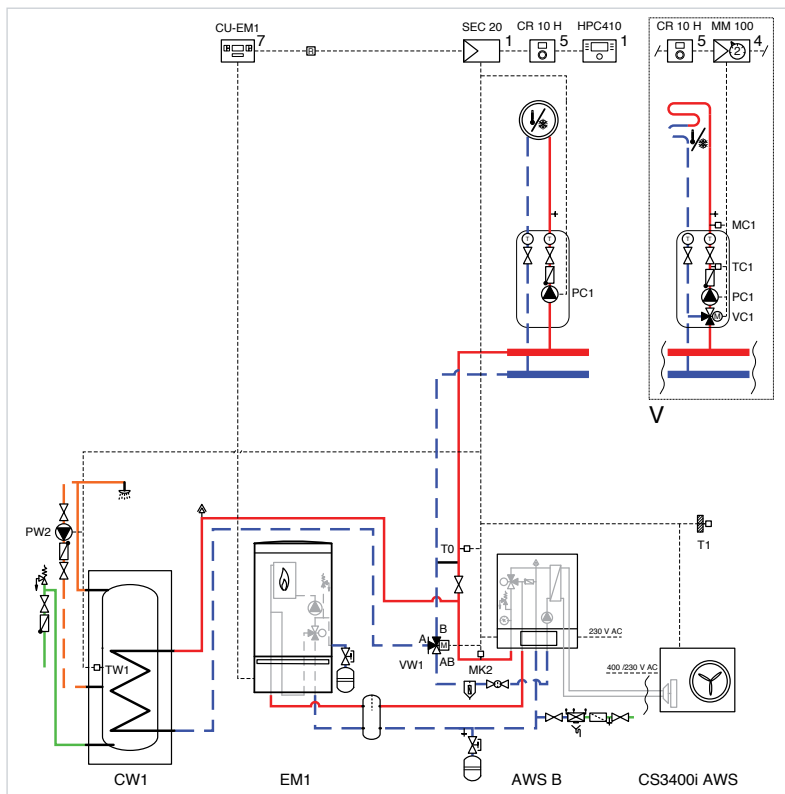 CU-EM1
7
B
SEC 20
1
CR 10 H
5
HPC410
1
CR 10 H
5
MM 100
2
4
T
T
PC1
T
T
MC1
TC1
PC1
M
VC1
V
PW2
T0
T1
B
A
M
VW1
AB
MK2
230 V AC
400 /230 V AC
TW1
CW1
EM1
AWS B
CS3400i AWS